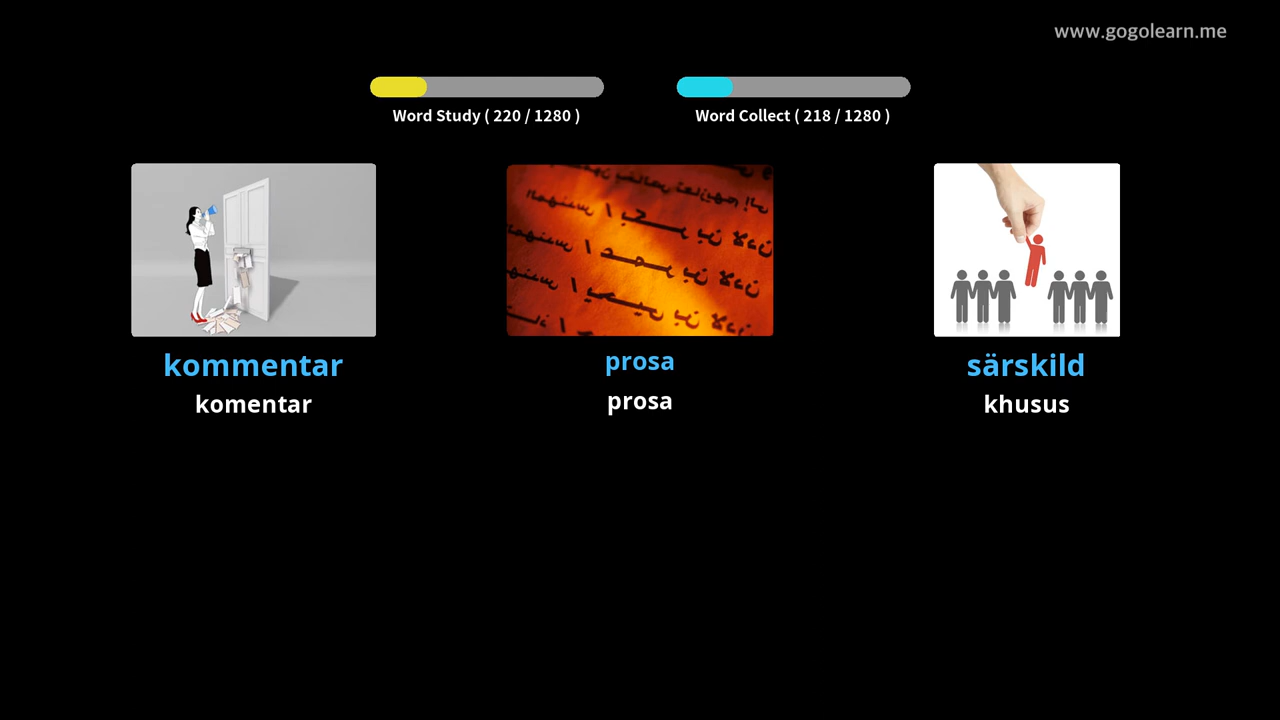 www.gogolearn.me
Word Study ( 220 / 1280 )
Word Collect ( 218 / 1280 )
kommentar
prosa
särskild
komentar
prosa
khusus